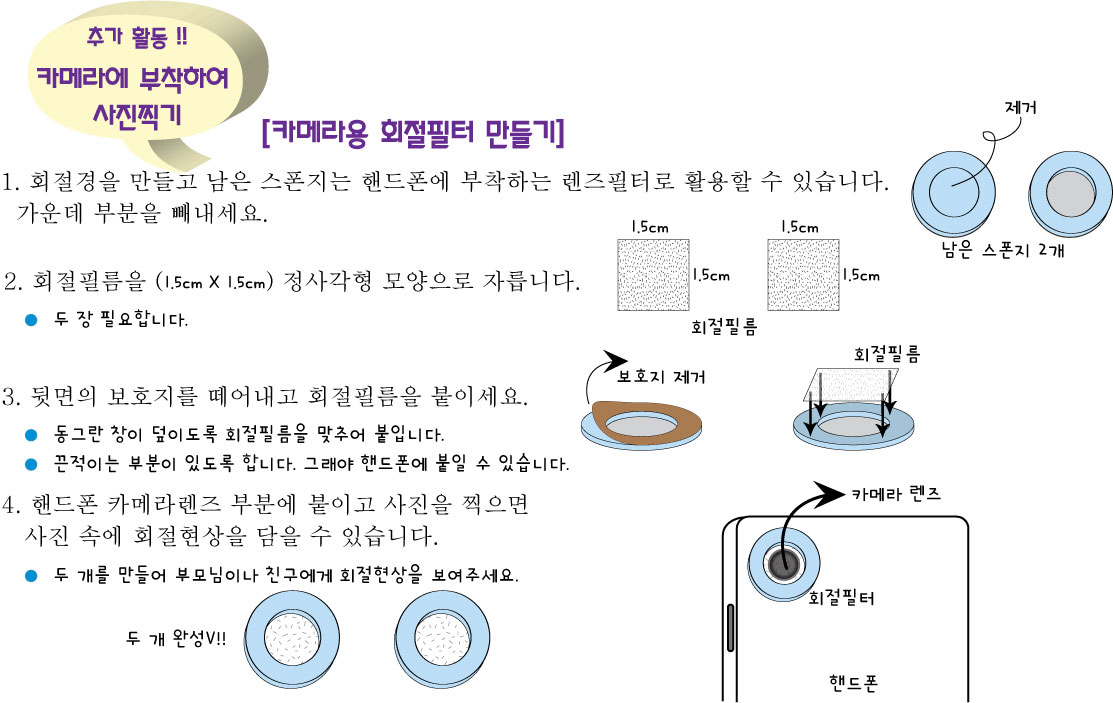 추가 활동 !!
카메라에 부착하여
사진찍기
[카메라용 회절필터 만들기]
제거
1. 회절경을 만들고 남은 스폰지는 핸드폰에 부착하는 렌즈필터로 활용할 수 있습니다.
가운데 부분을 빼내세요.
남은 스폰지 2개
1.5cm
1.5cm
2. 회절필름을 (1.5cm X 1.5cm) 정사각형 모양으로 자릅니다.
1.5cm
1.5cm
두 장 필요합니다.
회절필름
회절필름
보호지 제거
3. 뒷면의 보호지를 떼어내고 회절필름을 붙이세요.
동그란 창이 덮이도록 회절필름을 맞추어 붙입니다.
끈적이는 부분이 있도록 합니다. 그래야 핸드폰에 붙일 수 있습니다.
4. 핸드폰 카메라렌즈 부분에 붙이고 사진을 찍으면
사진 속에 회절현상을 담을 수 있습니다.
카메라 렌즈
두 개를 만들어 부모님이나 친구에게 회절현상을 보여주세요.
회절필터
두 개 완성V!!
핸드폰